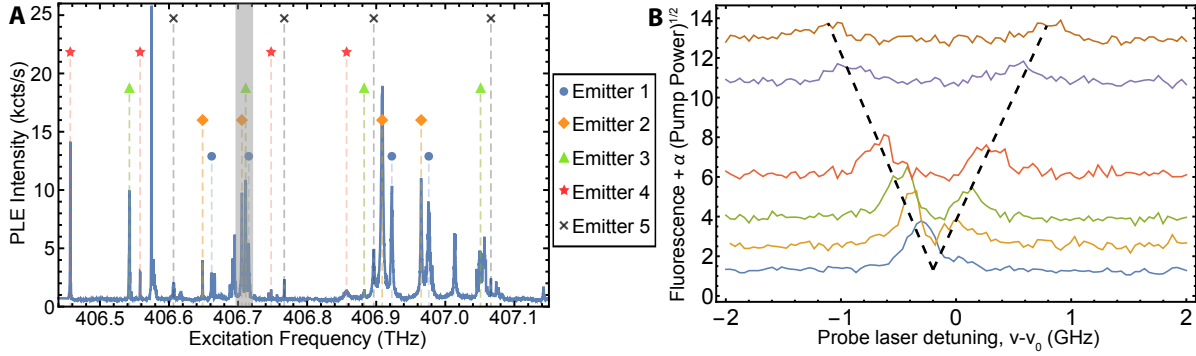 A
PLE Intensity (kcts/s)
25
20
15
10
5
0
406.5
406.6
406.7
406.8
406.9
407.0
407.1
Excitation Frequency (THz)
Emitter 1
Emitter 2
Emitter 3
Emitter 4
Emitter 5
B
Fluorescence + α (Pump Power)^1/2
14
12
10
8
6
4
2
0
-2
-1
0
1
2
Probe laser detuning, ν-ν₀ (GHz)